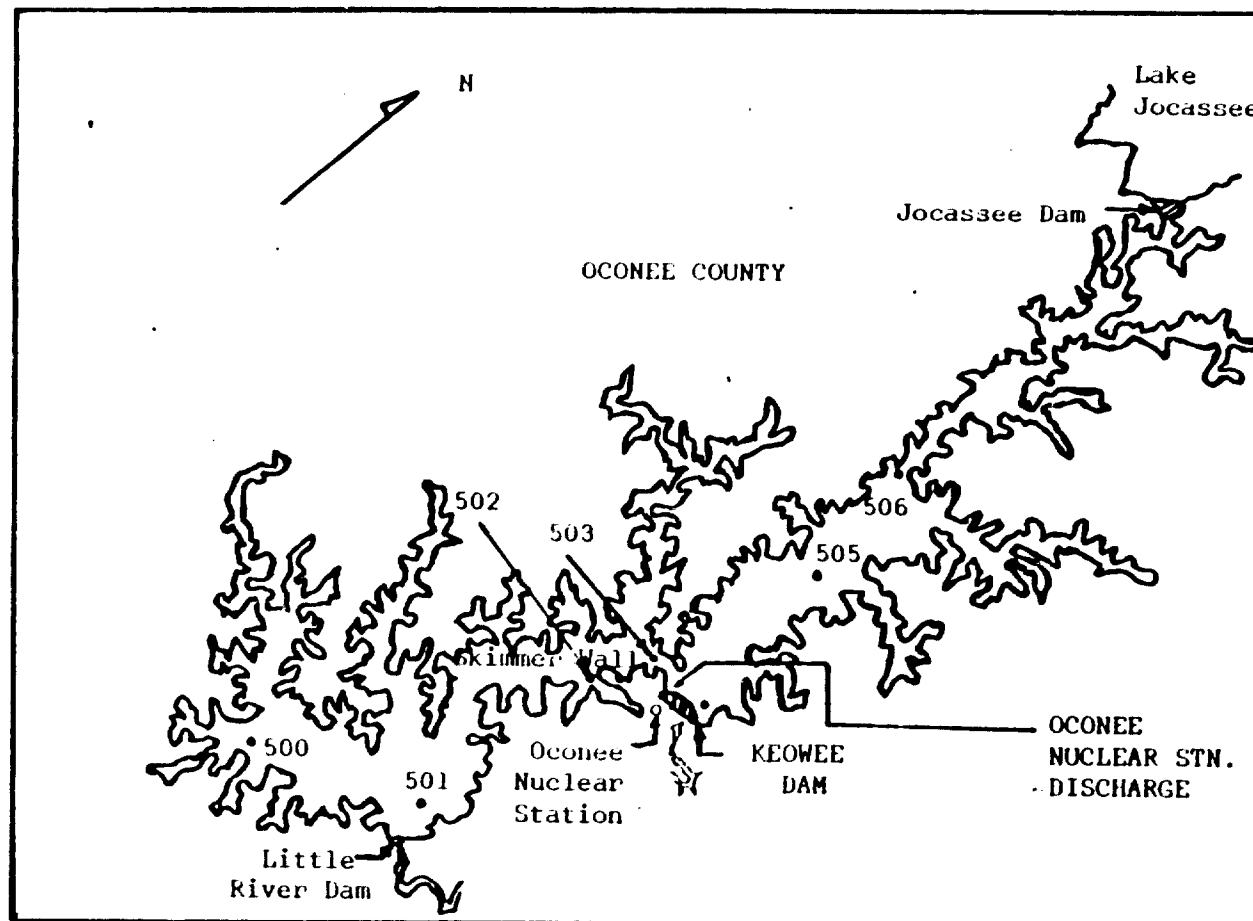 N
Lake
Jocassee
Jocassee Dam
OCONEE COUNTY
502
503
506
505
Skimmer Wall
500
501
Oconee
Nuclear
Station
KEOWEE
DAM
OCONEE
NUCLEAR STN.
DISCHARGE
Little
River Dam